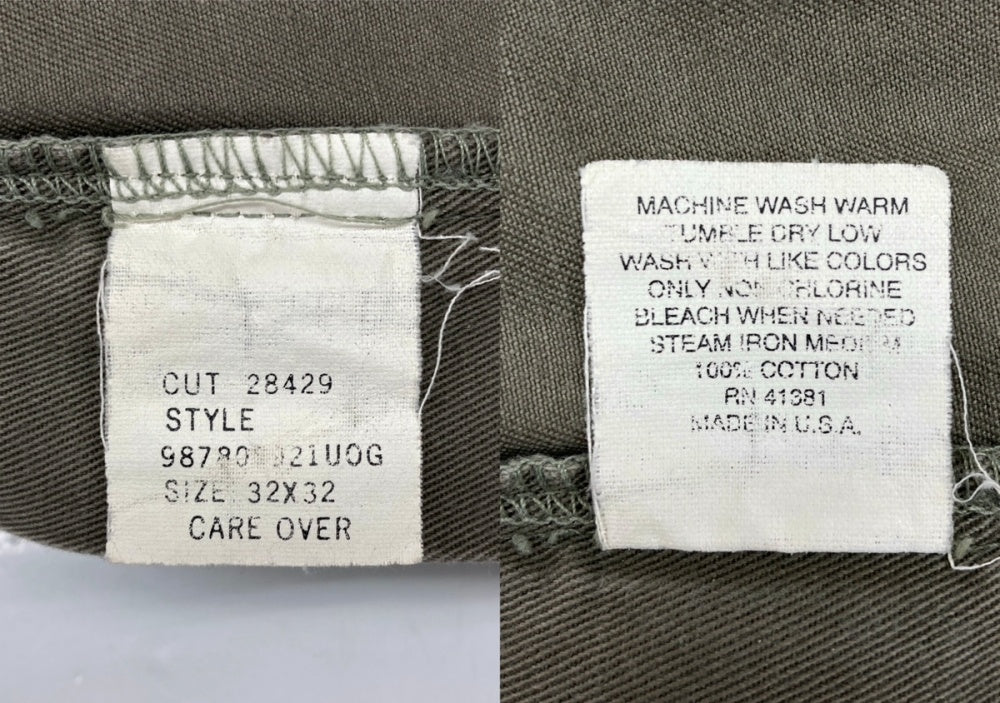 CUT 28429
STYLE
SIZE 32X32
CARE OVER
MACHINE WASH WARM
TUMBLE DRY LOW
WASH WITH LIKE COLORS
ONLY NON CHLORINE
BLEACH WHEN NEEDED
STEAM IRON MEDIUM
100% COTTON
RN 41381
MADE IN U.S.A.